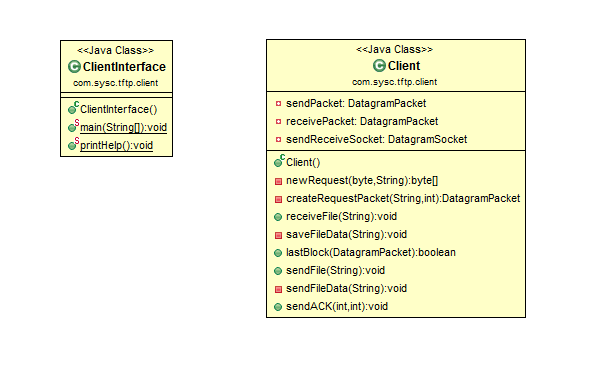 <<Java Class>>
ClientInterface
com.sysc.tftp.client
ClientInterface()
main(String[]):void
printHelp():void
<<Java Class>>
Client
com.sysc.tftp.client
sendPacket: DatagramPacket
receivePacket: DatagramPacket
sendReceiveSocket: DatagramSocket
Client()
newRequest(byte,String):byte[]
createRequestPacket(String,int):DatagramPacket
receiveFile(String):void
saveFileData(String):void
lastBlock(DatagramPacket):boolean
sendFile(String):void
sendFileData(String):void
sendACK(int,int):void